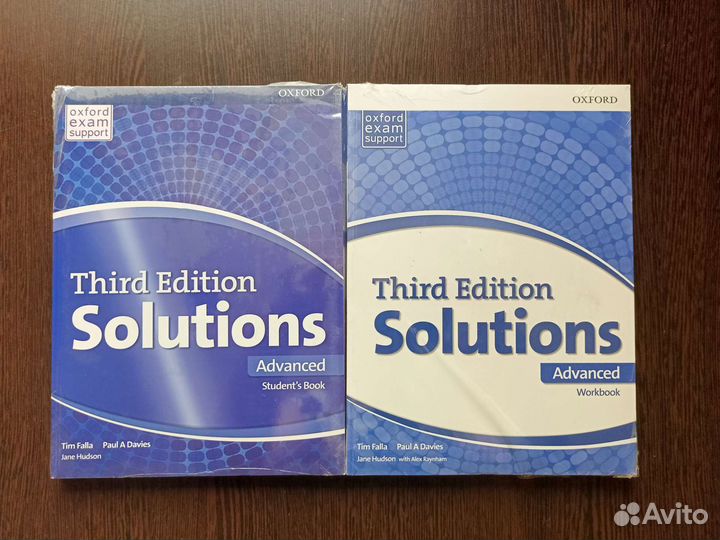 OXFORD
oxford
exam
support
Third Edition
Solutions
Advanced
Student's Book
Tim Falla Paul A Davies
Jane Hudson
OXFORD
oxford
exam
support
Third Edition
Solutions
Advanced
Workbook
Tim Falla Paul A Davies
Jane Hudson with Alex Raynham
Avito